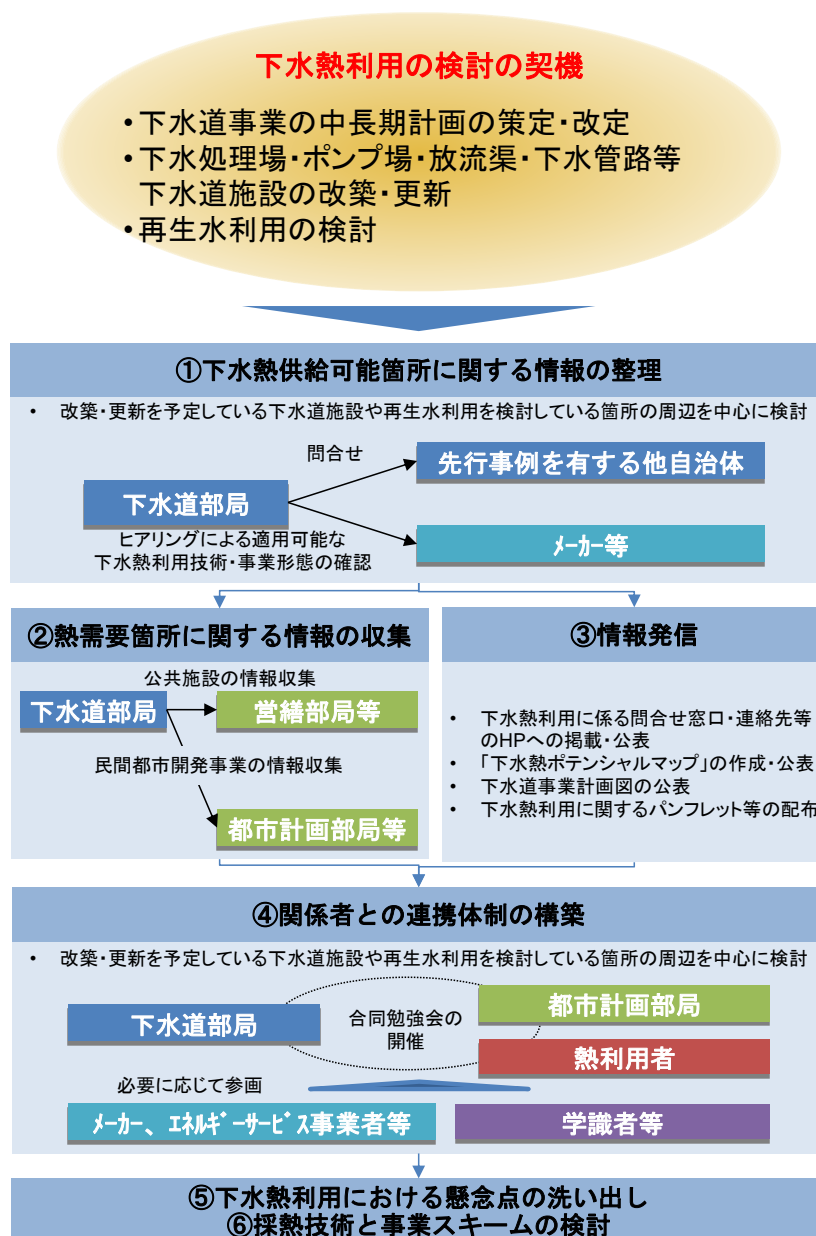 下水熱利用の検討の契機
・下水道事業の中長期計画の策定・改定
・下水処理場・ポンプ場・放流渠・下水管路等
下水道施設の改築・更新
・再生水利用の検討
①下水熱供給可能箇所に関する情報の整理
• 改築・更新を予定している下水道施設や再生水利用を検討している箇所の周辺を中心に検討
問合せ
先行事例を有する他自治体
下水道部局
ヒアリングによる適用可能な
下水熱利用技術・事業形態の確認
ﾒｰｶｰ等
②熱需要箇所に関する情報の収集
公共施設の情報収集
下水道部局
営繕部局等
民間都市開発事業の情報収集
都市計画部局等
③情報発信
• 下水熱利用に係る問合せ窓口・連絡先等
のHPへの掲載・公表
• 「下水熱ポテンシャルマップ」の作成・公表
• 下水道事業計画図の公表
• 下水熱利用に関するパンフレット等の配布
④関係者との連携体制の構築
• 改築・更新を予定している下水道施設や再生水利用を検討している箇所の周辺を中心に検討
下水道部局
合同勉強会の
開催
都市計画部局
熱利用者
必要に応じて参画
ﾒｰｶｰ、ｴﾈﾙｷﾞｰｻｰﾋﾞｽ事業者等
学識者等
⑤下水熱利用における懸念点の洗い出し
⑥採熱技術と事業スキームの検討